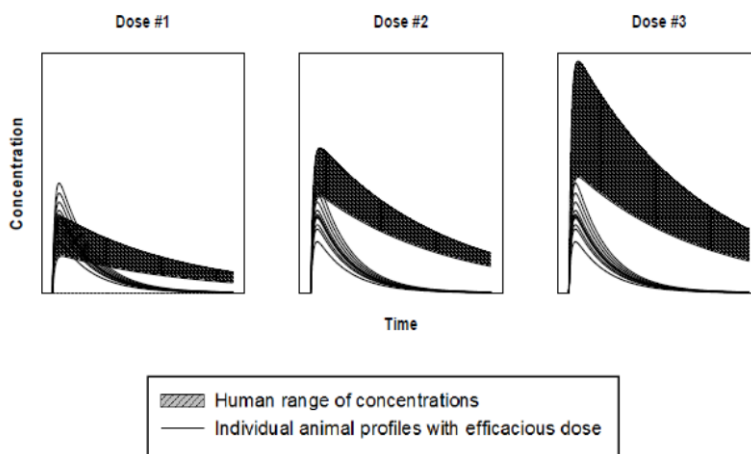 Dose #1
Dose #2
Dose #3
Concentration
Time
Human range of concentrations
Individual animal profiles with efficacious dose